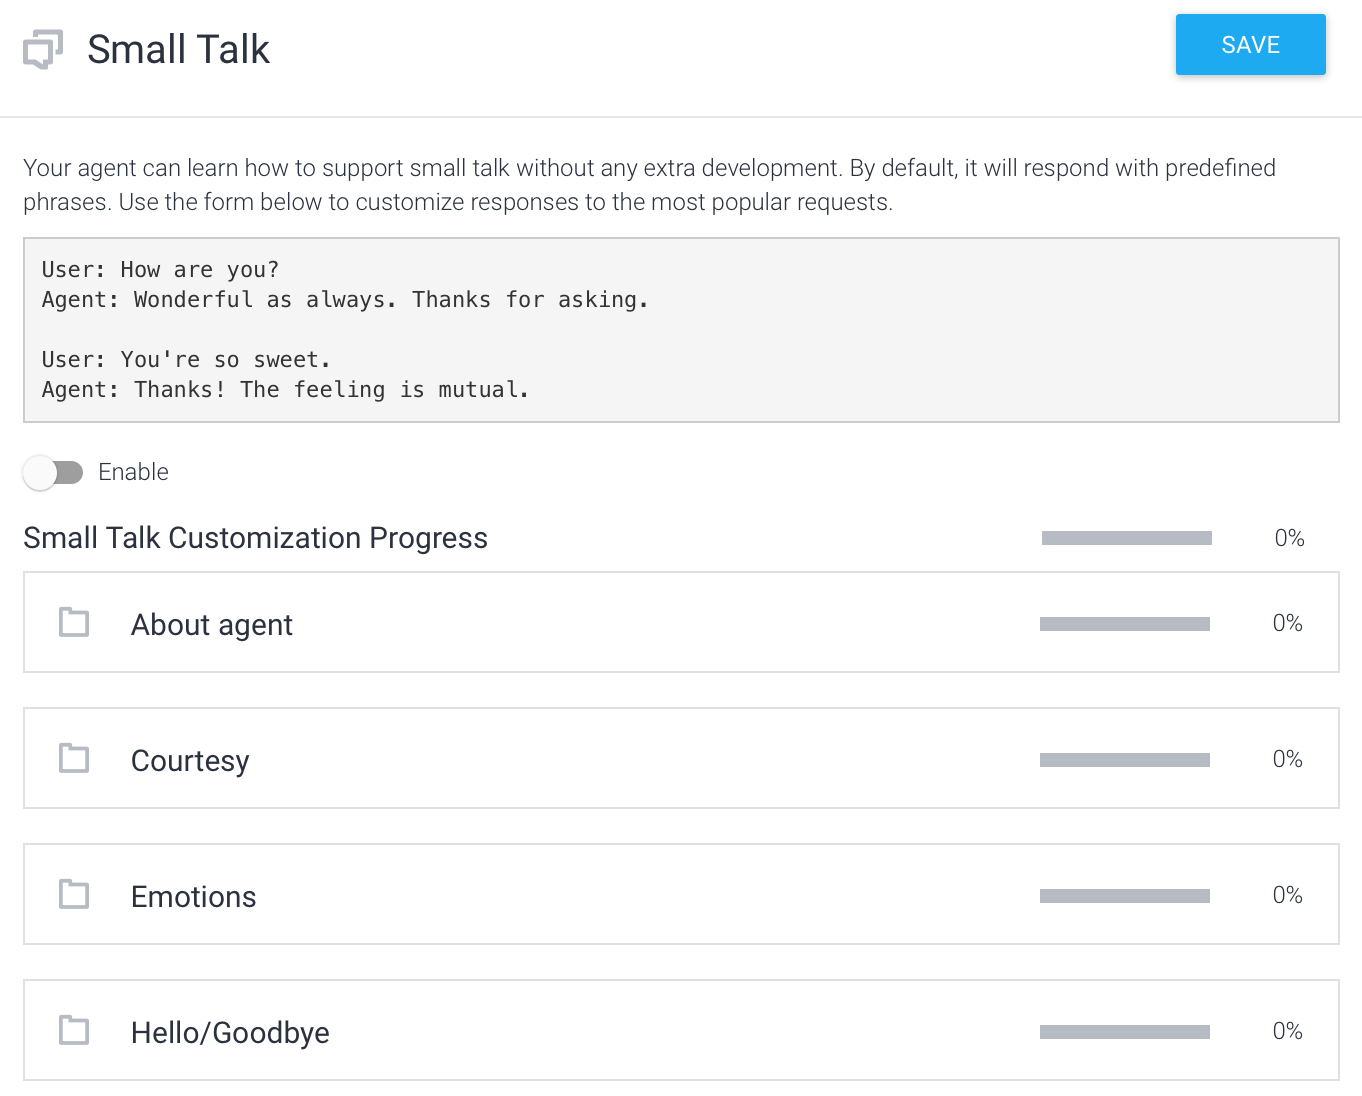 Small Talk
SAVE
Your agent can learn how to support small talk without any extra development. By default, it will respond with predefined
phrases. Use the form below to customize responses to the most popular requests.
User: How are you?
Agent: Wonderful as always. Thanks for asking.
User: You're so sweet.
Agent: Thanks! The feeling is mutual.
Enable
Small Talk Customization Progress 0%
About agent 0%
Courtesy 0%
Emotions 0%
Hello/Goodbye 0%